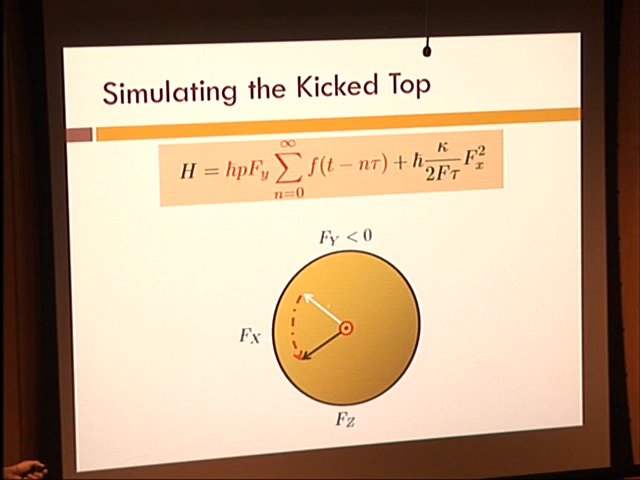 Simulating the Kicked Top
H = ħpF_y ∑_{n=0}^{∞} f(t − nτ) + ħ κ/(2Fτ) F_x^2
F_Y < 0
F_X
F_Z